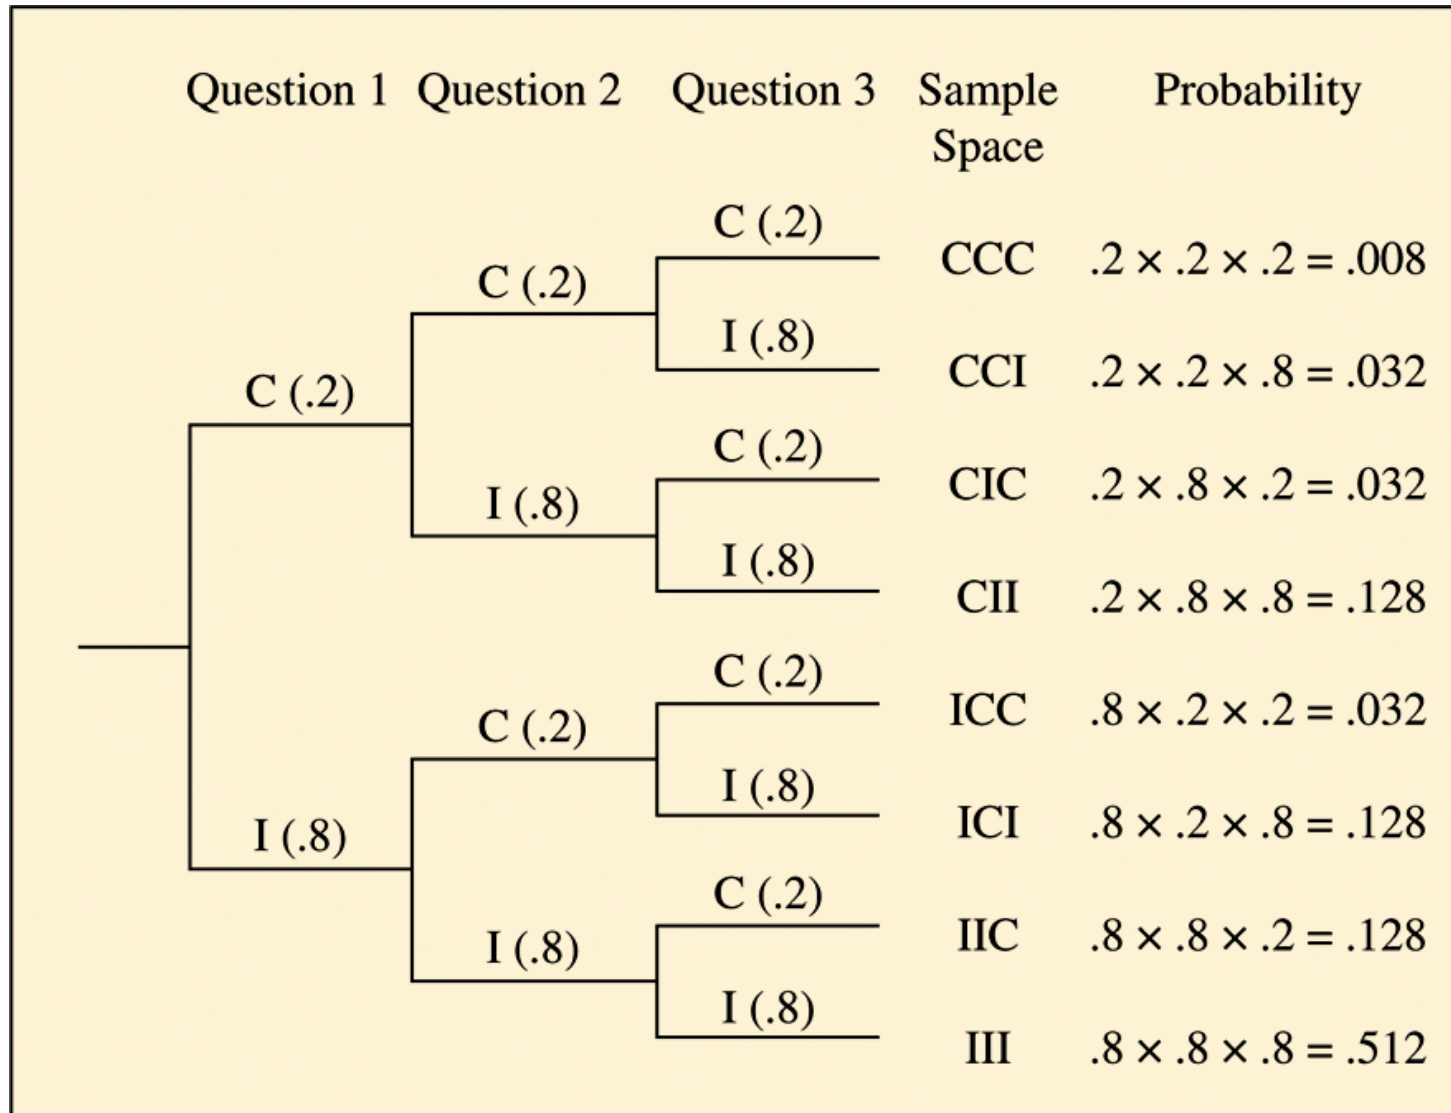 Question 1 Question 2 Question 3 Sample Space Probability
C (.2)
C (.2)
C (.2)
CCC .2 × .2 × .2 = .008
I (.8)
CCI .2 × .2 × .8 = .032
I (.8)
C (.2)
CIC .2 × .8 × .2 = .032
I (.8)
CII .2 × .8 × .8 = .128
I (.8)
C (.2)
C (.2)
ICC .8 × .2 × .2 = .032
I (.8)
ICI .8 × .2 × .8 = .128
I (.8)
C (.2)
IIC .8 × .8 × .2 = .128
I (.8)
III .8 × .8 × .8 = .512